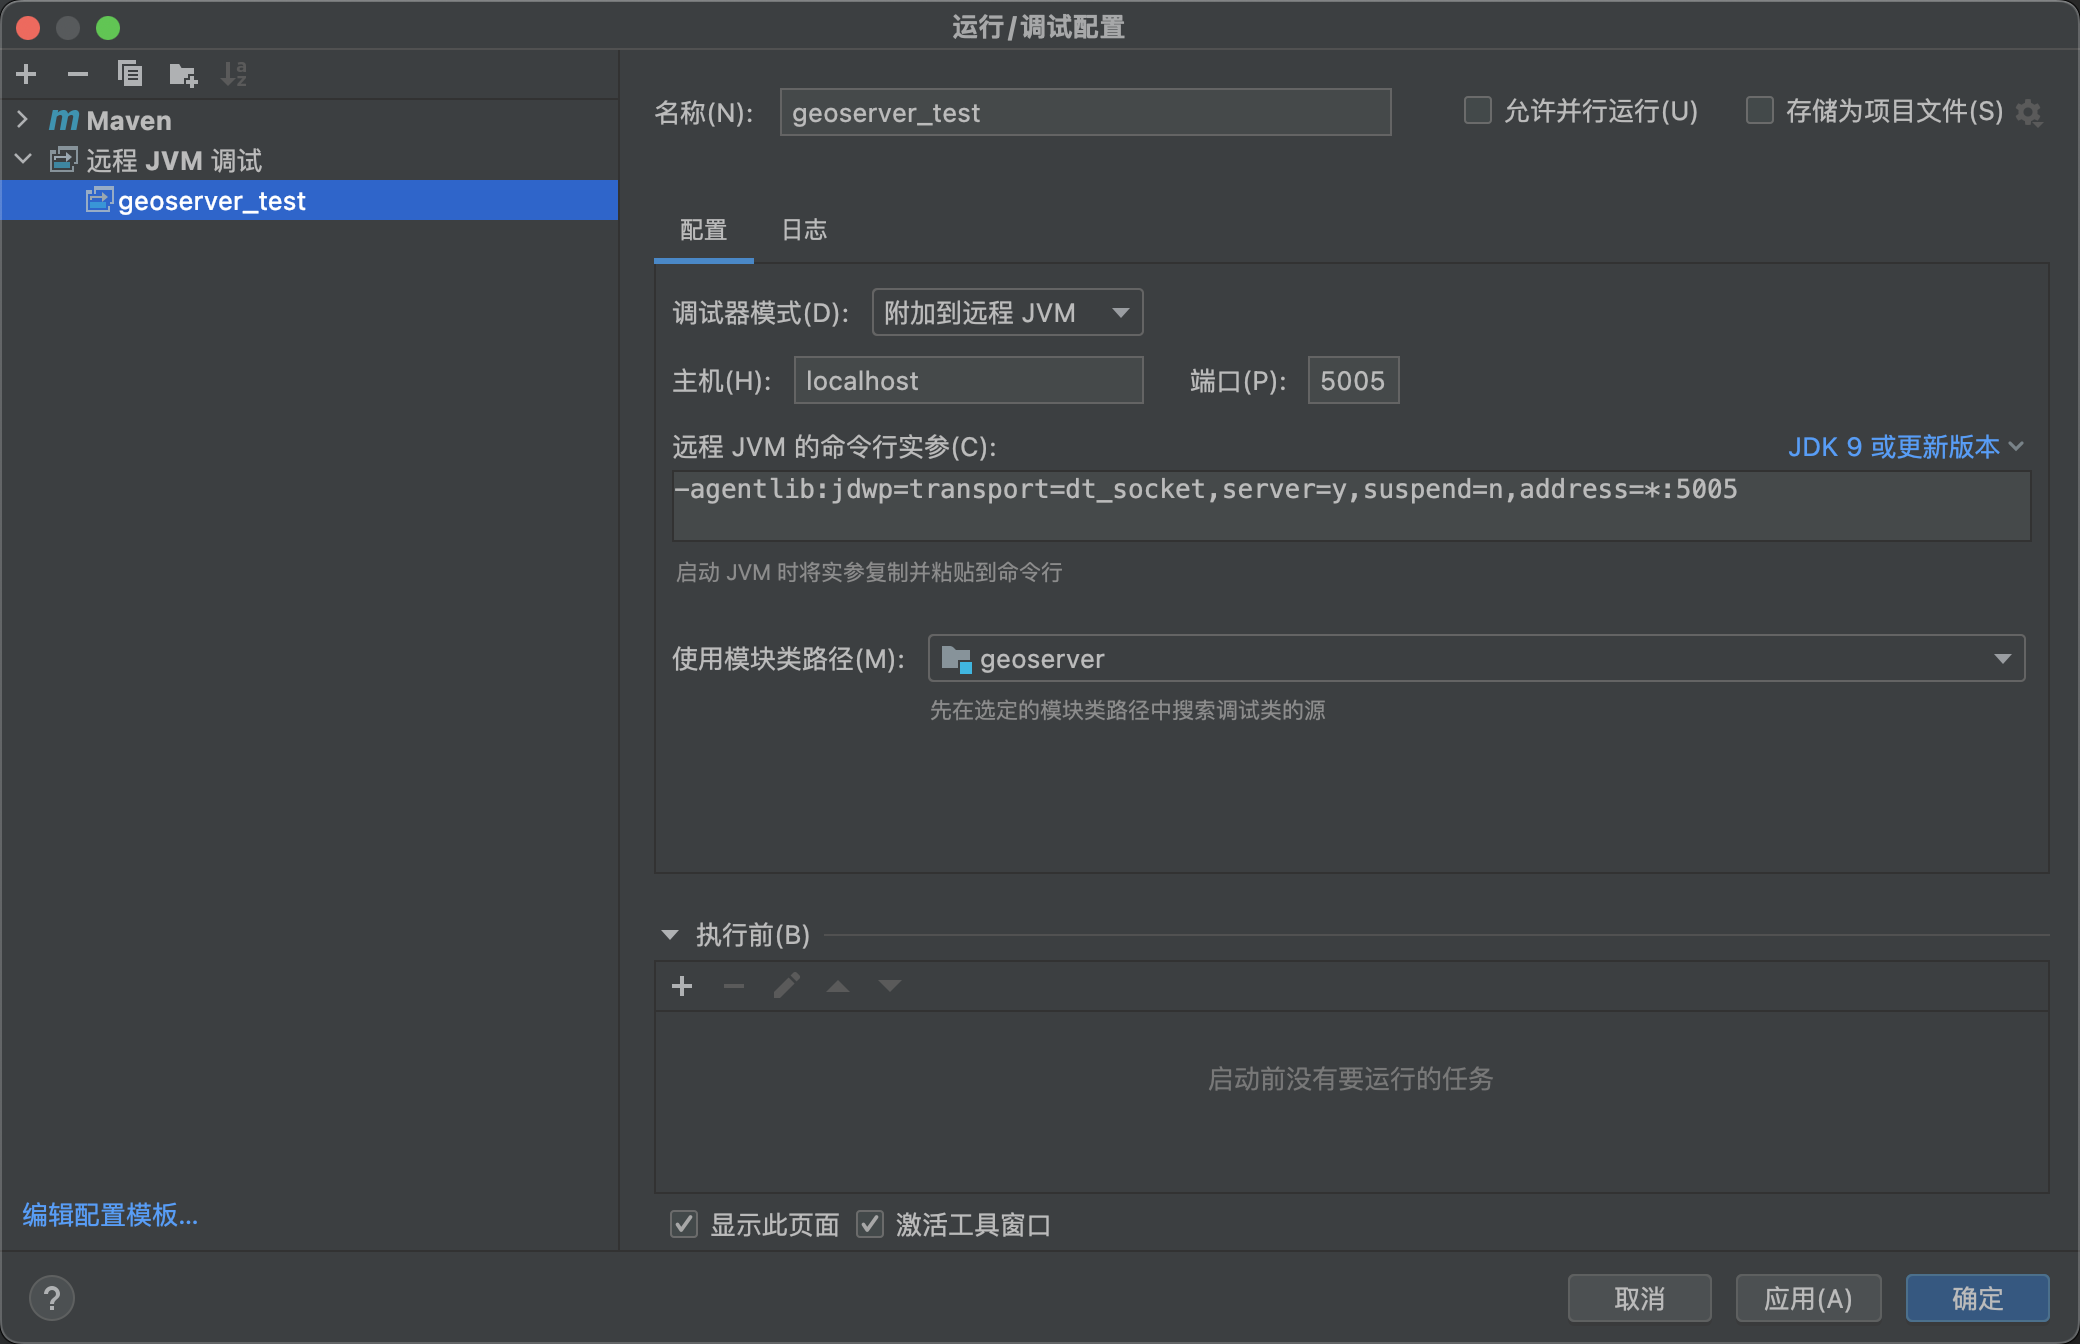 运行/调试配置
Maven
远程 JVM 调试
geoserver_test
编辑配置模板...
名称(N): geoserver_test 允许并行运行(U) 存储为项目文件(S)
配置 日志
调试器模式(D): 附加到远程 JVM
主机(H): localhost 端口(P): 5005
远程 JVM 的命令行实参(C): JDK 9 或更新版本
-agentlib:jdwp=transport=dt_socket,server=y,suspend=n,address=*:5005
启动 JVM 时将实参复制并粘贴到命令行
使用模块类路径(M): geoserver
先在选定的模块类路径中搜索调试类的源
执行前(B)
启动前没有要运行的任务
显示此页面 激活工具窗口
? 取消 应用(A) 确定